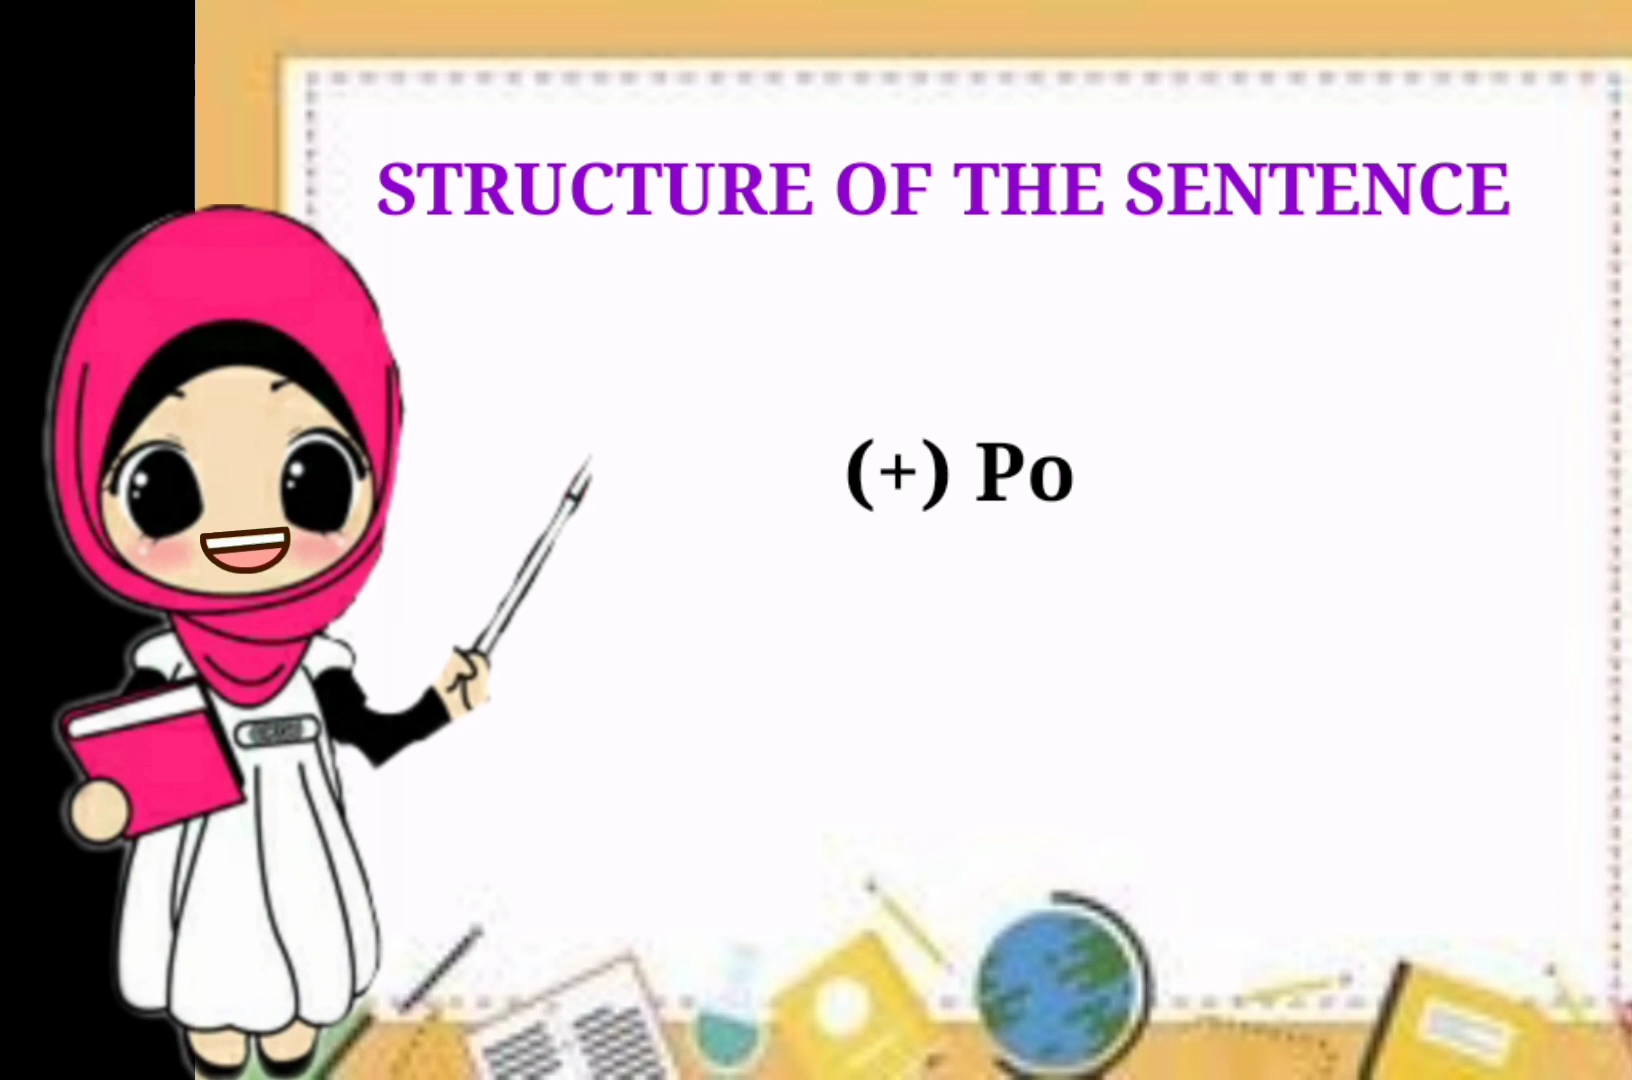 STRUCTURE OF THE SENTENCE
(+) Po